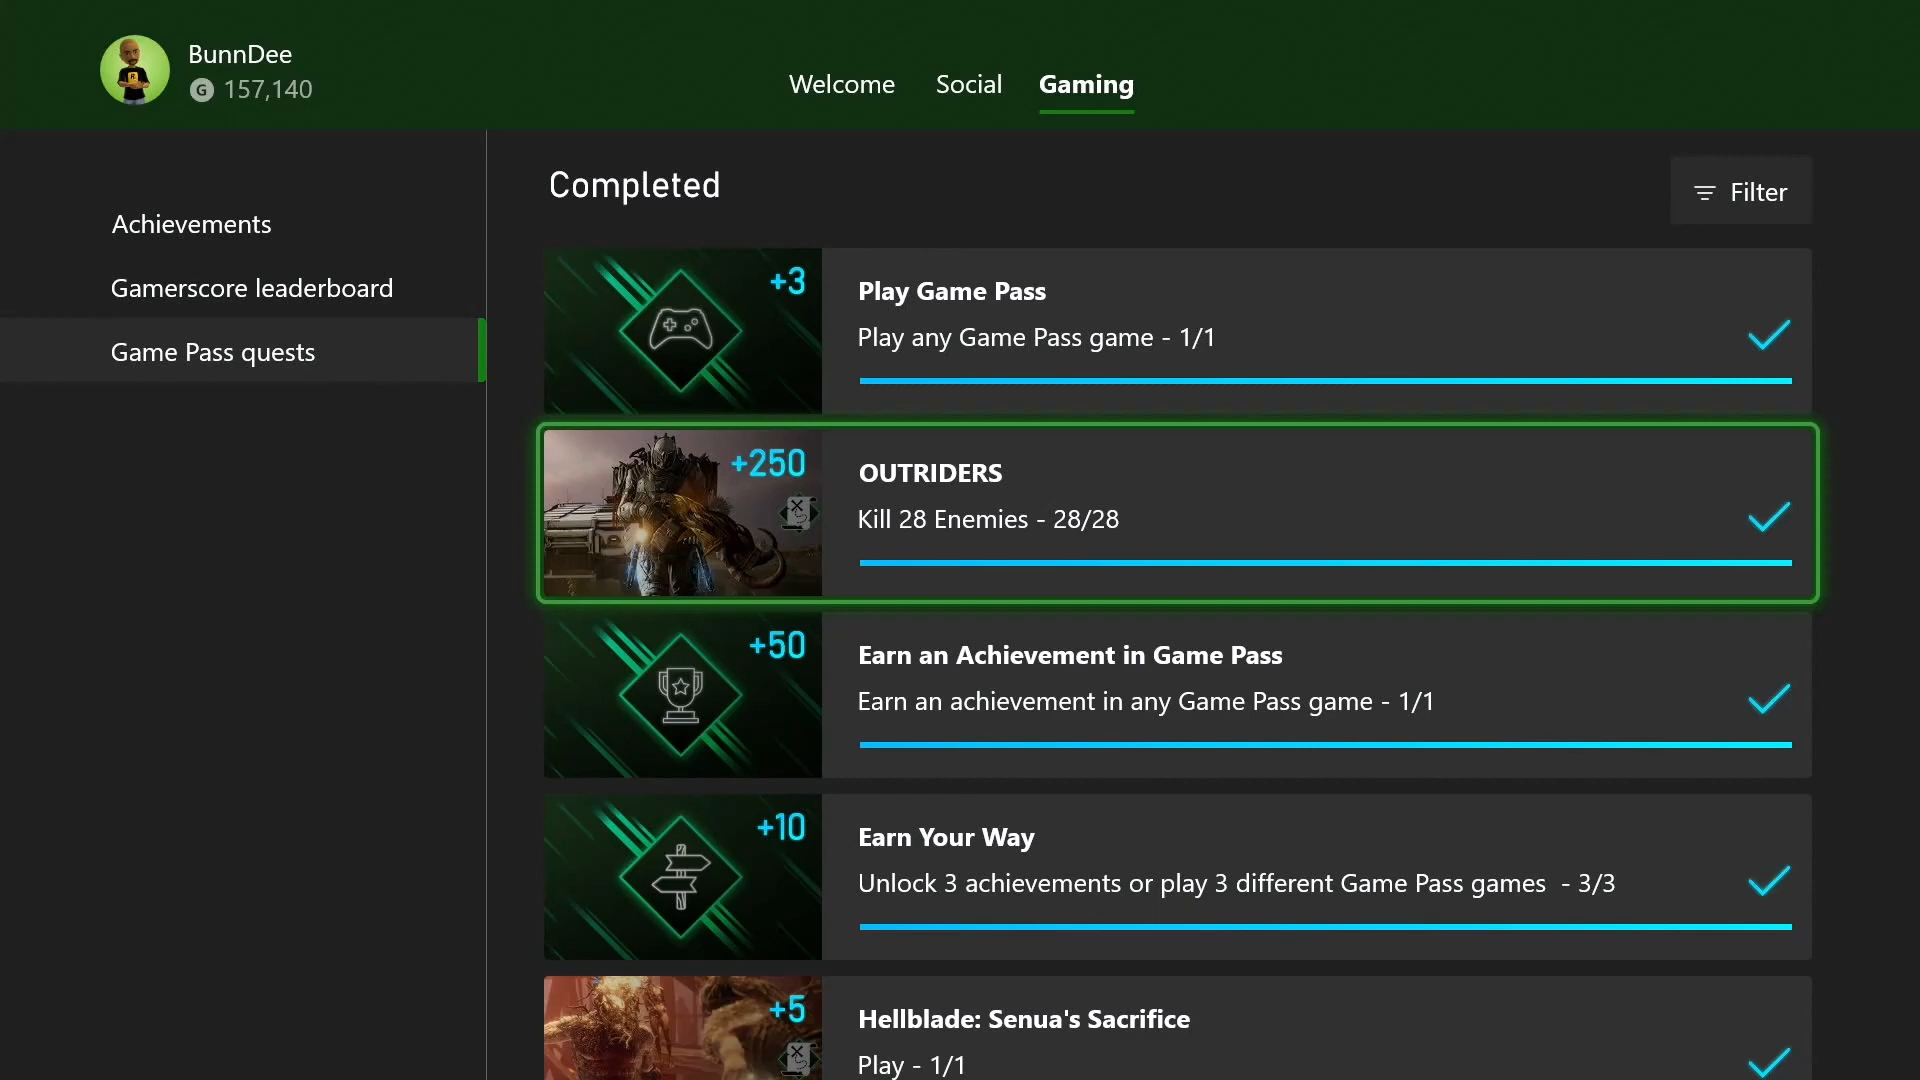 BunnDee
G 157,140
Welcome
Social
Gaming
Achievements
Gamerscore leaderboard
Game Pass quests
Completed
Filter
+3
Play Game Pass
Play any Game Pass game - 1/1
+250
OUTRIDERS
Kill 28 Enemies - 28/28
+50
Earn an Achievement in Game Pass
Earn an achievement in any Game Pass game - 1/1
+10
Earn Your Way
Unlock 3 achievements or play 3 different Game Pass games  - 3/3
+5
Hellblade: Senua's Sacrifice
Play - 1/1